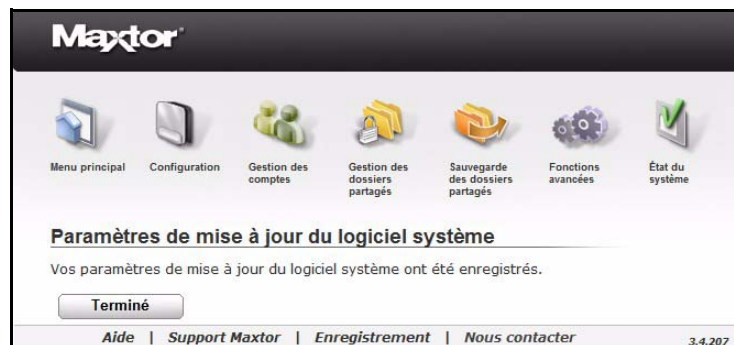 Maxtor
Menu principal
Configuration
Gestion des
comptes
Gestion des
dossiers
partagés
Sauvegarde
des dossiers
partagés
Fonctions
avancées
État du
système
Paramètres de mise à jour du logiciel système
Vos paramètres de mise à jour du logiciel système ont été enregistrés.
Terminé
Aide | Support Maxtor | Enregistrement | Nous contacter
3.4.207